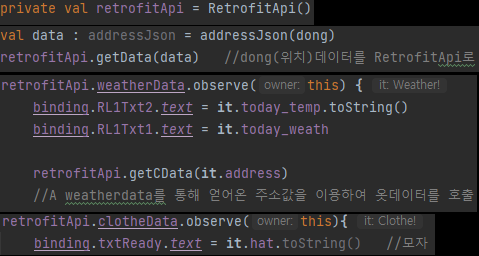 private val retrofitApi = RetrofitApi()
val data : addressJson = addressJson(dong)
retrofitApi.getData(data)   //dong(위치)데이터를 RetrofitApi로
retrofitApi.weatherData.observe( owner: this) { it: Weather!
    binding.RL1Txt2.text = it.today_temp.toString()
    binding.RL1Txt1.text = it.today_weath
    retrofitApi.getCData(it.address)
    //A weatherdata를 통해 얻어온 주소값을 이용하여 옷데이터를 호출
retrofitApi.clotheData.observe( owner: this){ it: Clothe!
    binding.txtReady.text = it.hat.toString()   //모자